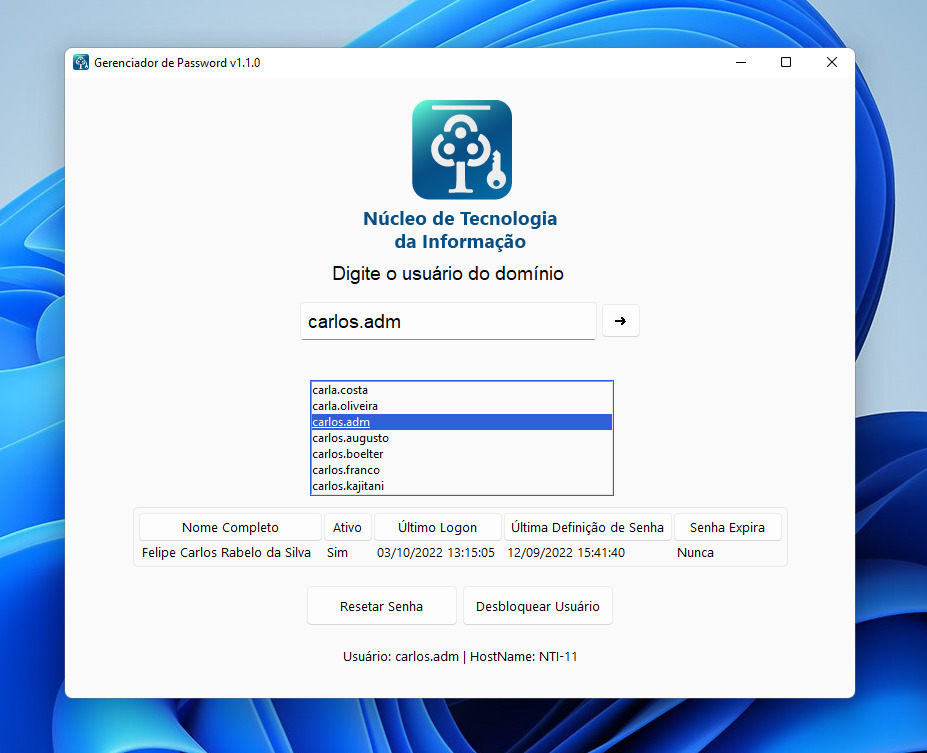 Gerenciador de Password v1.1.0
Núcleo de Tecnologia
da Informação
Digite o usuário do domínio
carlos.adm
➔
carla.costa
carla.oliveira
carlos.adm
carlos.augusto
carlos.boelter
carlos.franco
carlos.kajitani
Nome Completo Ativo Último Logon Última Definição de Senha Senha Expira
Felipe Carlos Rabelo da Silva Sim 03/10/2022 13:15:05 12/09/2022 15:41:40 Nunca
Resetar Senha Desbloquear Usuário
Usuário: carlos.adm | HostName: NTI-11